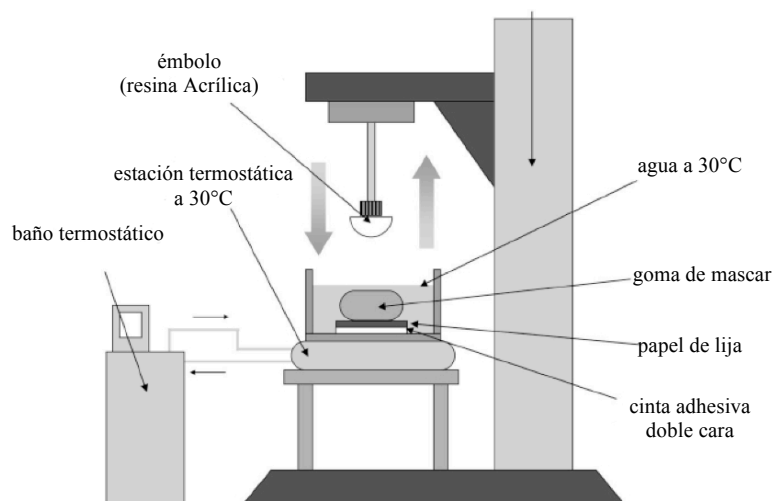 émbolo
(resina Acrílica)
estación termostática
a 30°C
baño termostático
agua a 30°C
goma de mascar
papel de lija
cinta adhesiva
doble cara